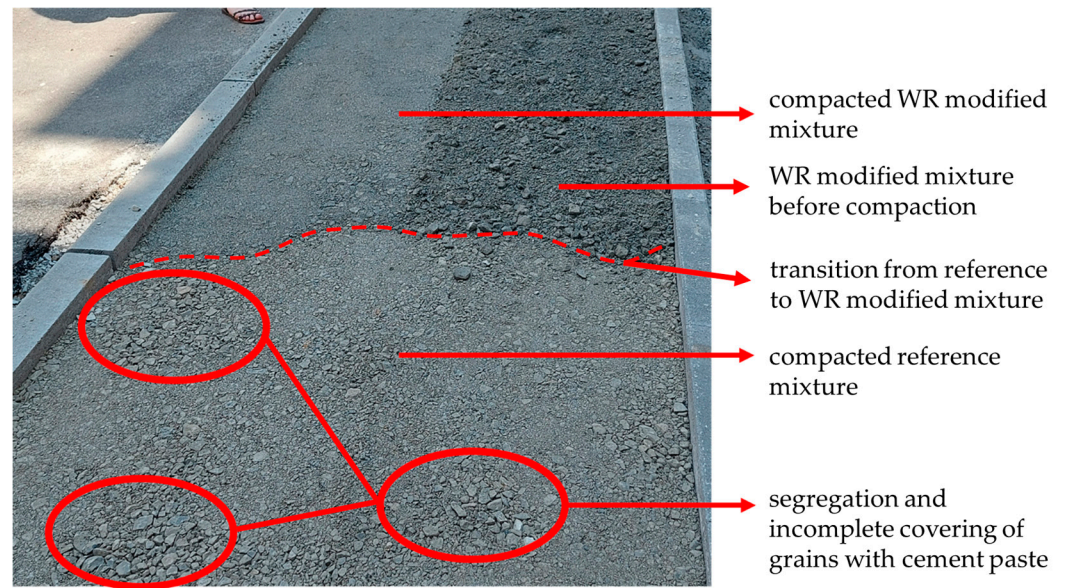 compacted WR modified
mixture
WR modified mixture
before compaction
transition from reference
to WR modified mixture
compacted reference
mixture
segregation and
incomplete covering of
grains with cement paste